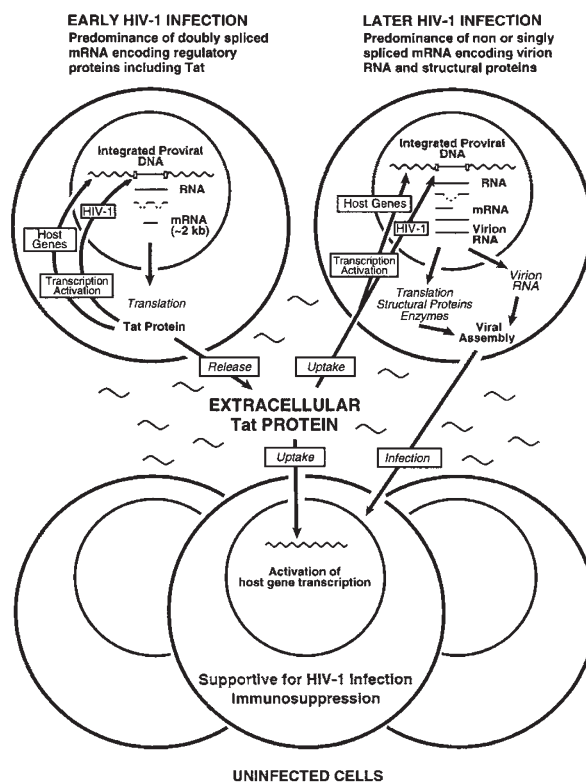 EARLY HIV-1 INFECTION
Predominance of doubly spliced
mRNA encoding regulatory
proteins including Tat
LATER HIV-1 INFECTION
Predominance of non or singly
spliced mRNA encoding virion
RNA and structural proteins
Integrated Proviral
DNA
RNA
HIV-1
mRNA
(~2 kb)
Host
Genes
Transcription
Activation
Translation
Tat Protein
Integrated Proviral
DNA
RNA
Host Genes
mRNA
HIV-1
Virion
RNA
Transcription
Activation
Virion
RNA
Translation
Structural Proteins
Enzymes
Viral
Assembly
Release
Uptake
EXTRACELLULAR
Tat PROTEIN
Uptake
Infection
Activation of
host gene transcription
Supportive for HIV-1 Infection
Immunosuppression
UNINFECTED CELLS